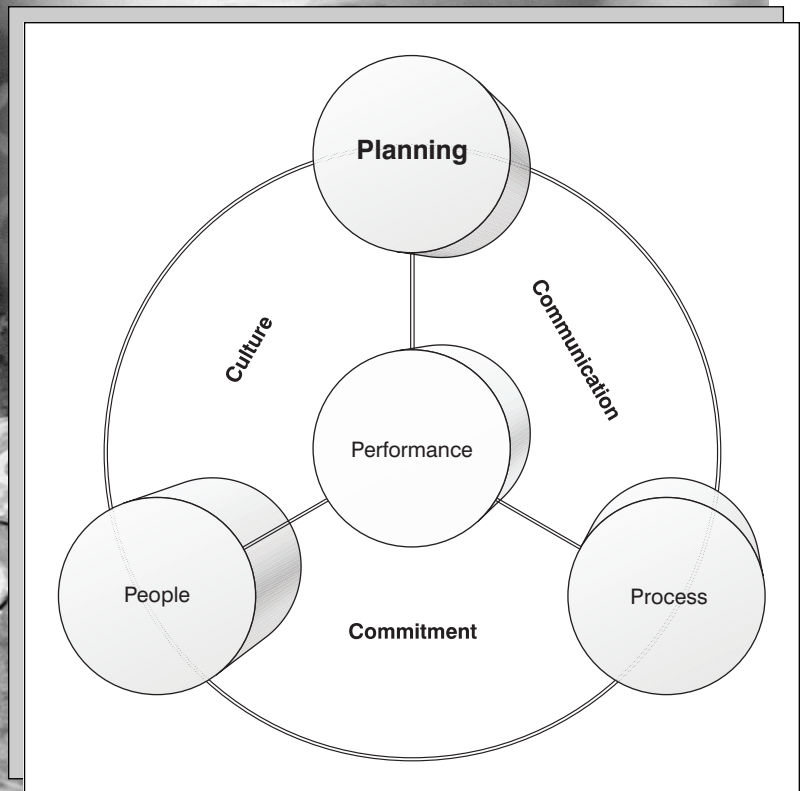 Planning
Culture
Communication
Performance
People
Process
Commitment